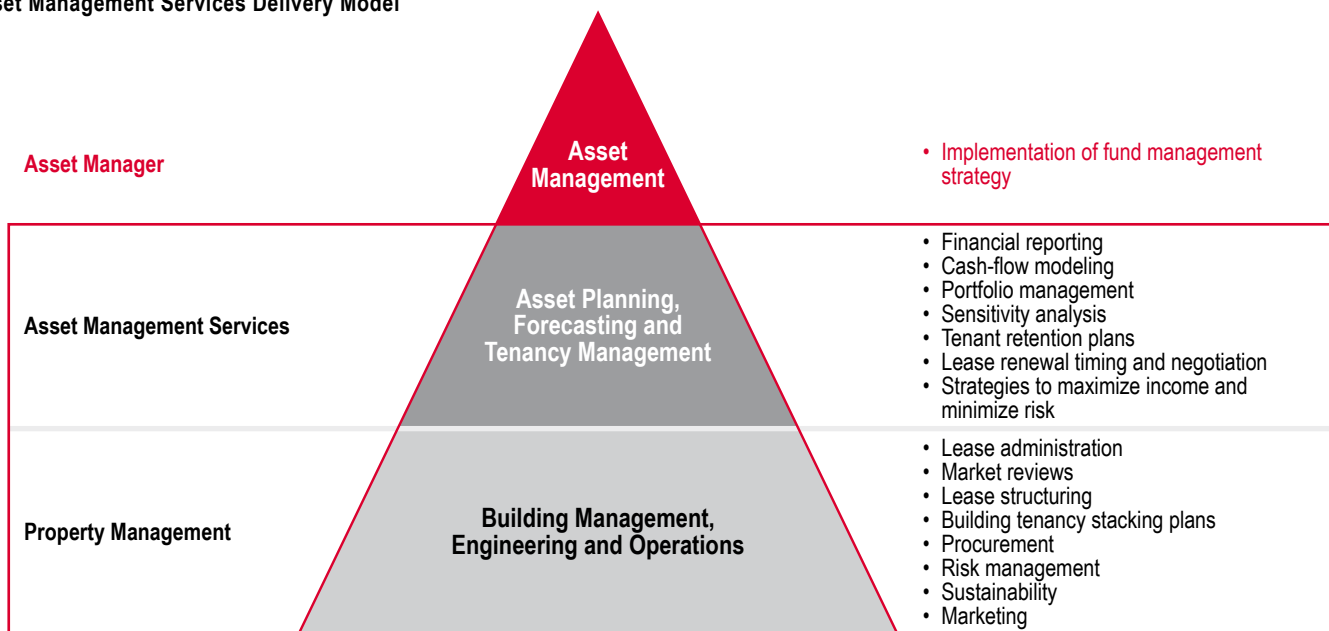 set Management Services Delivery Model
Asset Manager
Asset
Management
• Implementation of fund management
strategy
Asset Management Services
Asset Planning,
Forecasting and
Tenancy Management
• Financial reporting
• Cash-flow modeling
• Portfolio management
• Sensitivity analysis
• Tenant retention plans
• Lease renewal timing and negotiation
• Strategies to maximize income and
minimize risk
Property Management
Building Management,
Engineering and Operations
• Lease administration
• Market reviews
• Lease structuring
• Building tenancy stacking plans
• Procurement
• Risk management
• Sustainability
• Marketing